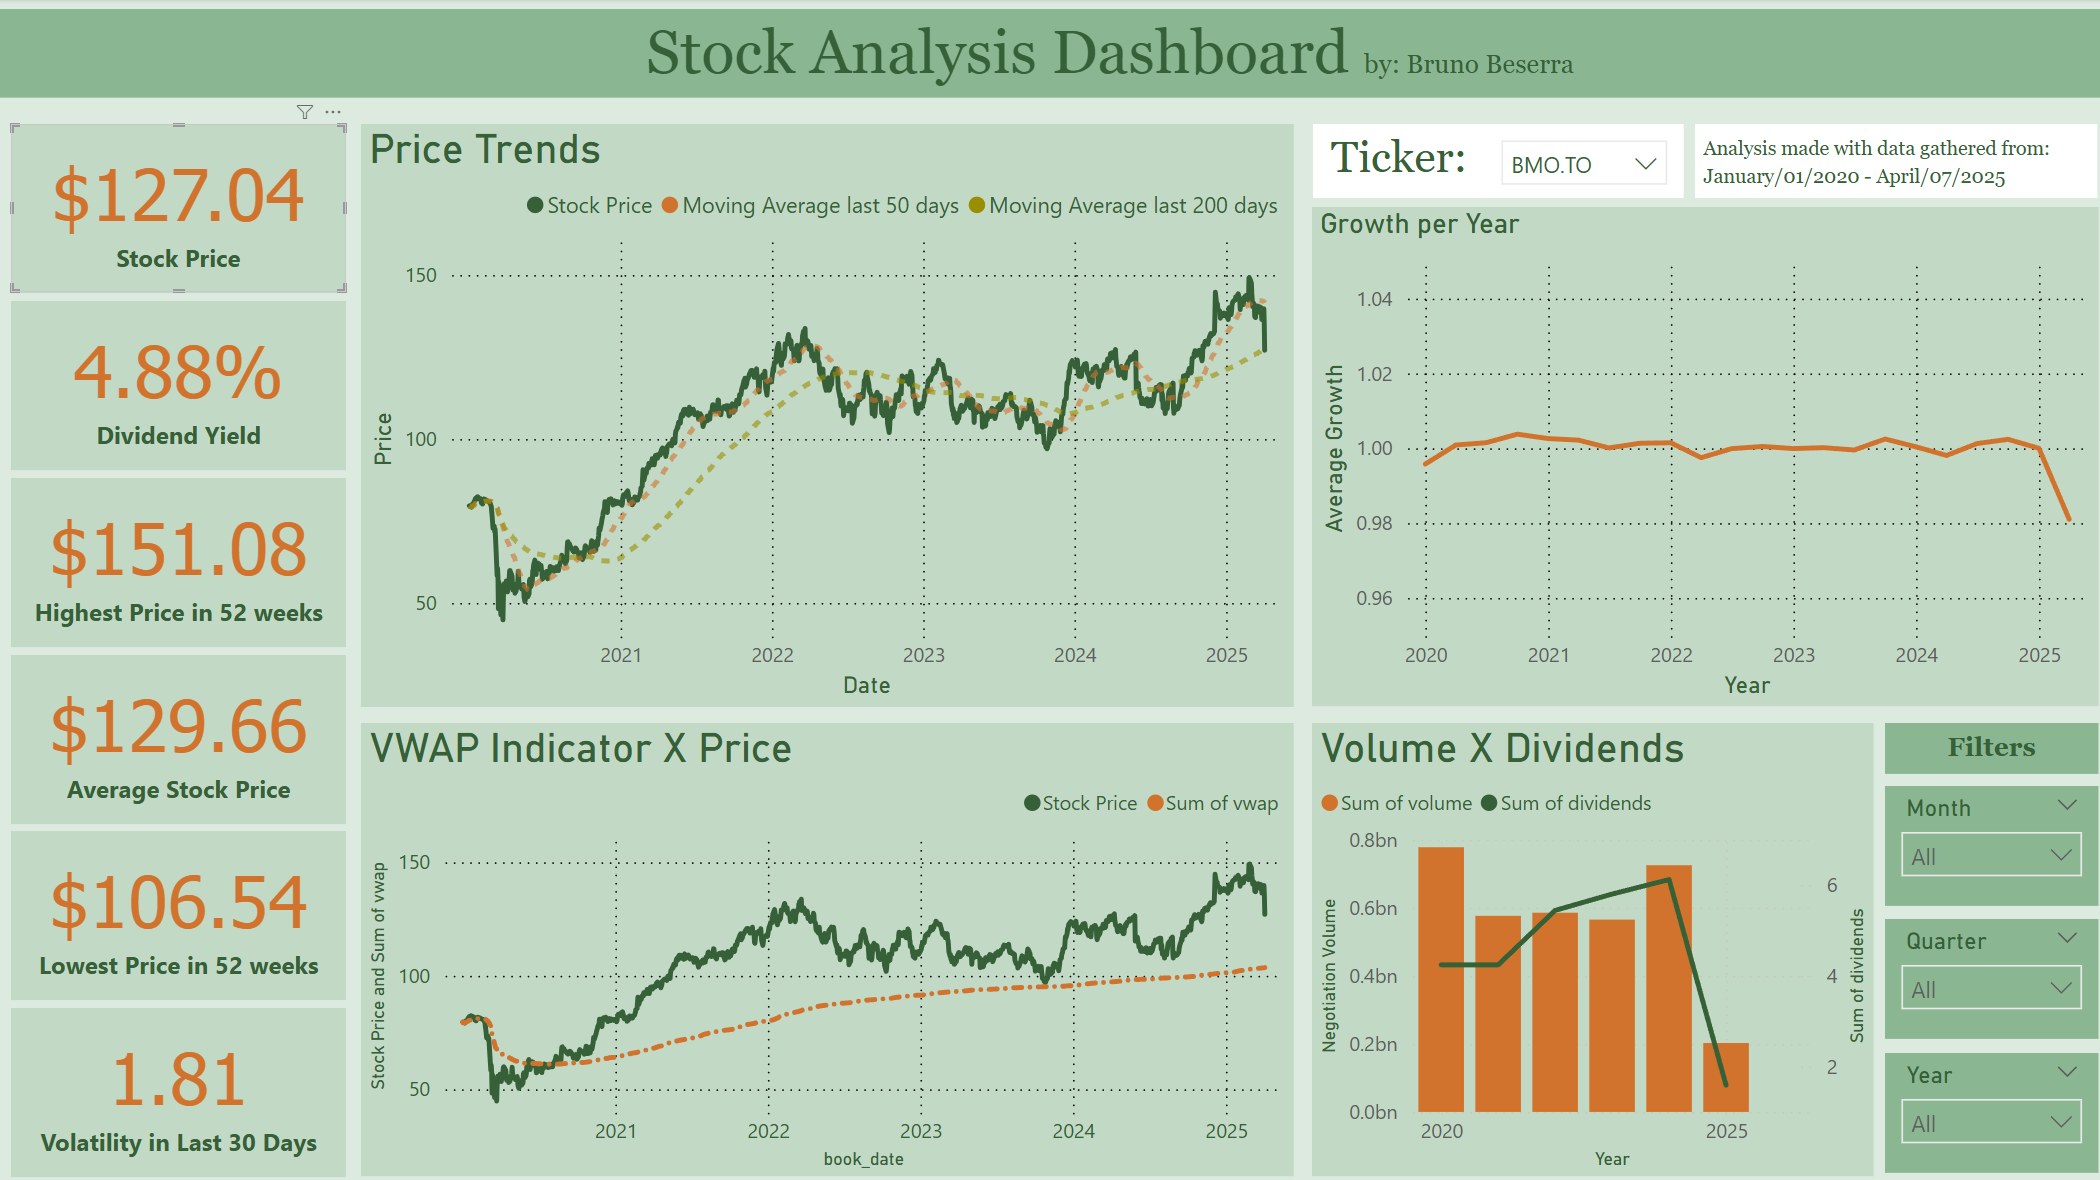 Stock Analysis Dashboard by: Bruno Beserra
$127.04
Stock Price
4.88%
Dividend Yield
$151.08
Highest Price in 52 weeks
$129.66
Average Stock Price
$106.54
Lowest Price in 52 weeks
1.81
Volatility in Last 30 Days
Price Trends
Stock Price Moving Average last 50 days Moving Average last 200 days
Price
150
100
50
2021 2022 2023 2024 2025
Date
Ticker: BMO.TO
Analysis made with data gathered from:
January/01/2020 - April/07/2025
Growth per Year
Average Growth
1.04
1.02
1.00
0.98
0.96
2020 2021 2022 2023 2024 2025
Year
VWAP Indicator X Price
Stock Price Sum of vwap
Stock Price and Sum of vwap
150
100
50
2021 2022 2023 2024 2025
book_date
Volume X Dividends
Sum of volume Sum of dividends
Negotiation Volume
0.8bn
0.6bn
0.4bn
0.2bn
0.0bn
6
4
2
Sum of dividends
2020 2025
Year
Filters
Month
All
Quarter
All
Year
All